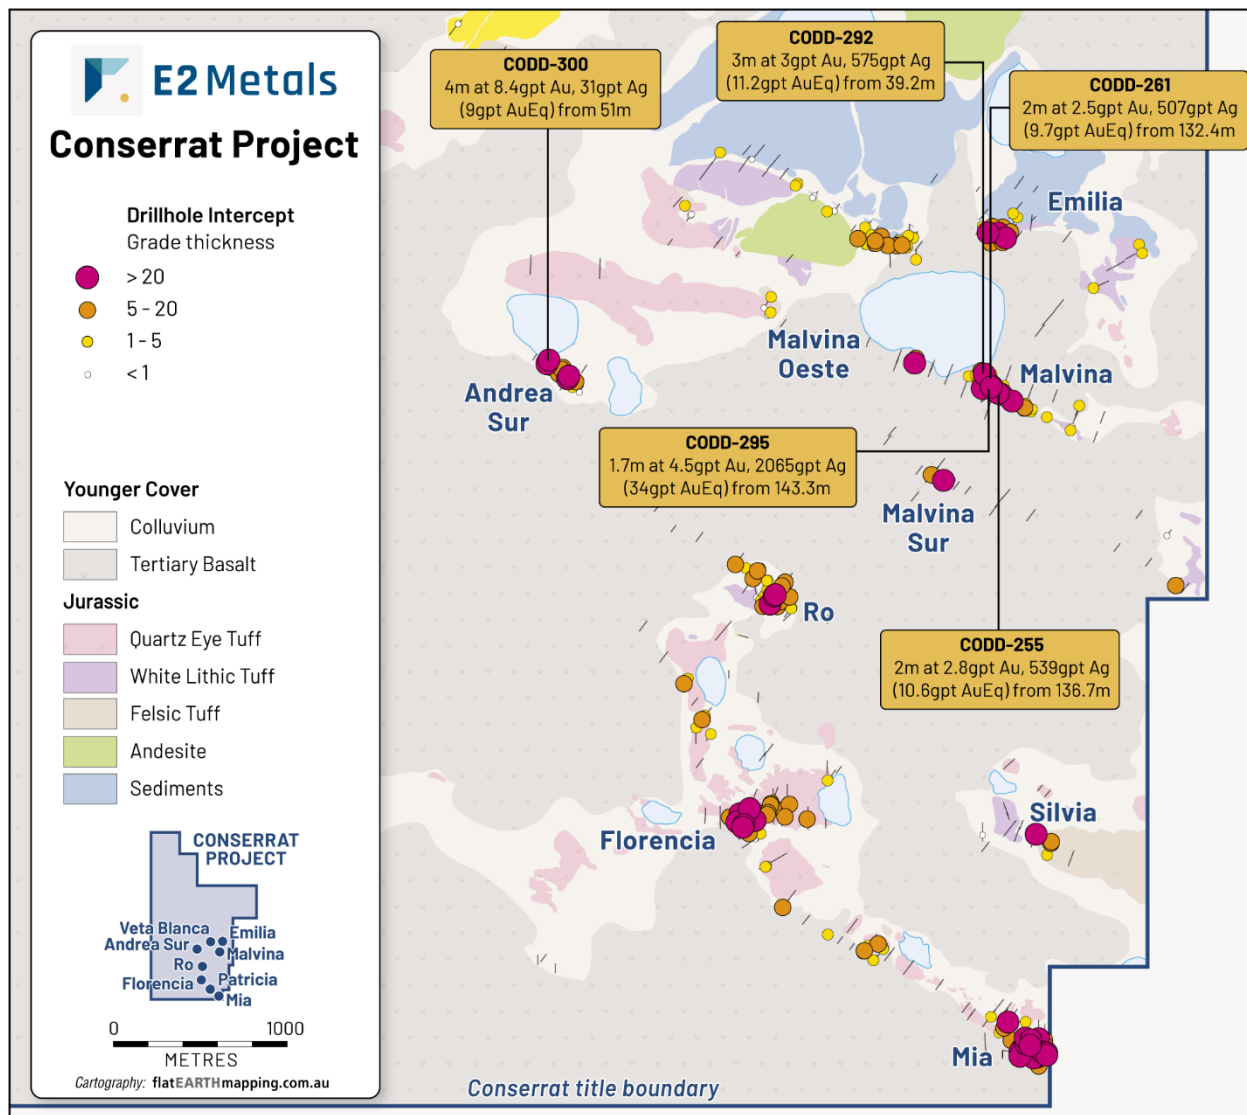 E2 Metals
Conserrat Project
Drillhole Intercept
Grade thickness
> 20
5 - 20
1 - 5
< 1
Younger Cover
Colluvium
Tertiary Basalt
Jurassic
Quartz Eye Tuff
White Lithic Tuff
Felsic Tuff
Andesite
Sediments
CONSERRAT
PROJECT
Veta Blanca
Emilia
Andrea Sur
Malvina
Ro
Florencia
Patricia
Mia
0 1000
METRES
Cartography: flatEARTHmapping.com.au
CODD-300
4m at 8.4gpt Au, 31gpt Ag
(9gpt AuEq) from 51m
CODD-292
3m at 3gpt Au, 575gpt Ag
(11.2gpt AuEq) from 39.2m
CODD-261
2m at 2.5gpt Au, 507gpt Ag
(9.7gpt AuEq) from 132.4m
Emilia
Malvina
Oeste
Malvina
Andrea
Sur
CODD-295
1.7m at 4.5gpt Au, 2065gpt Ag
(34gpt AuEq) from 143.3m
Malvina
Sur
Ro
CODD-255
2m at 2.8gpt Au, 539gpt Ag
(10.6gpt AuEq) from 136.7m
Silvia
Florencia
Mia
Conserrat title boundary